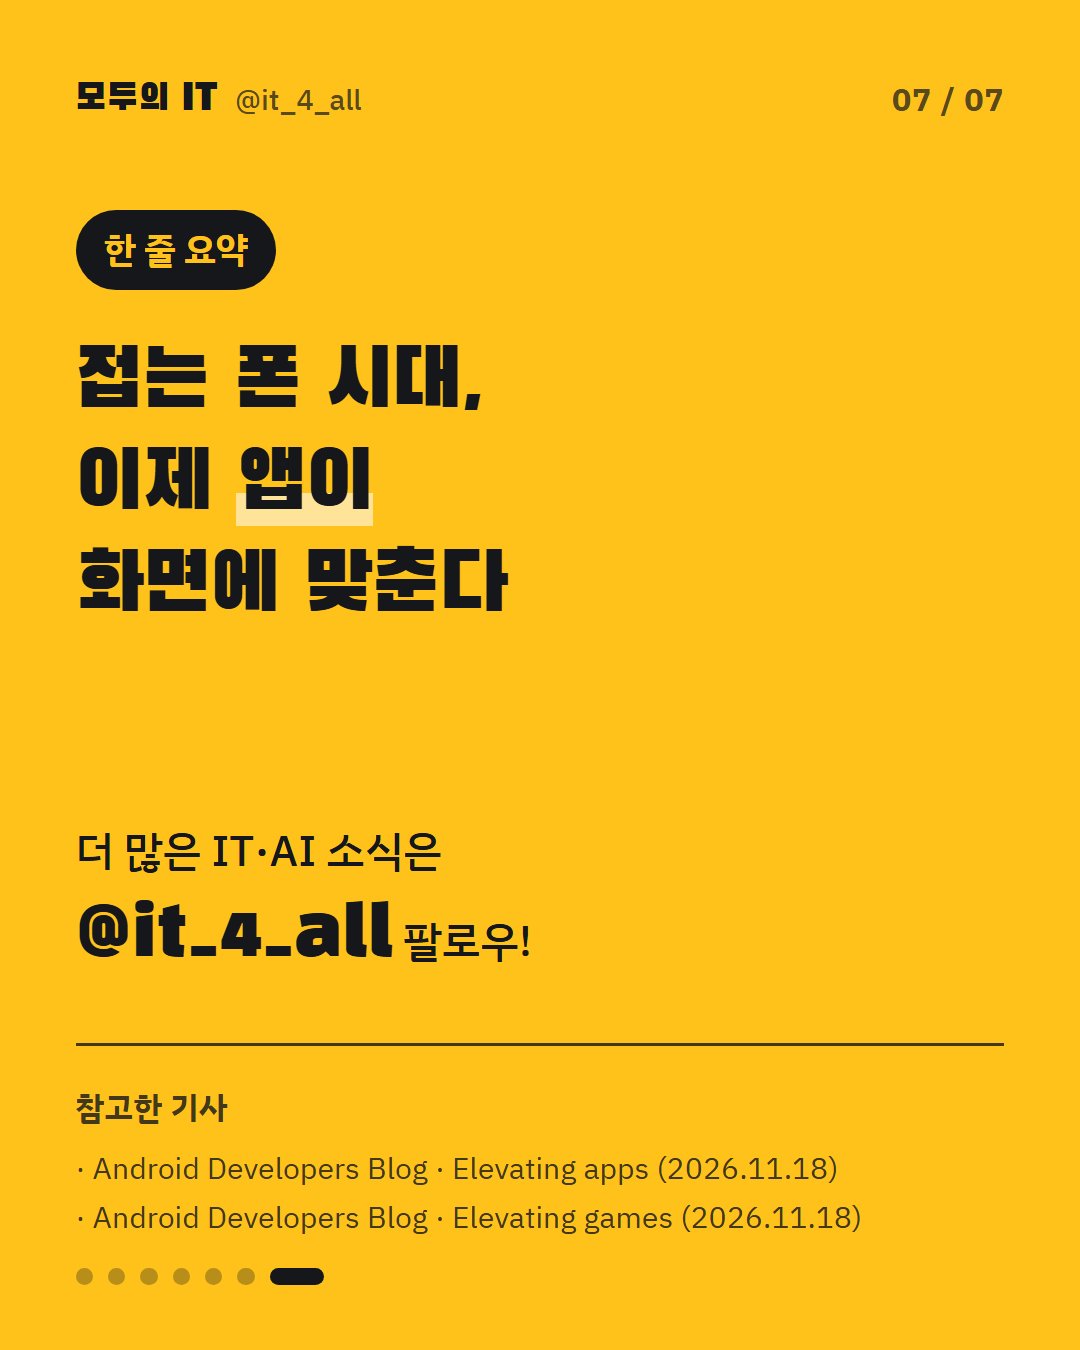 모두의 IT @it_4_all
07 / 07
한 줄 요약
접는 폰 시대,
이제 앱이
화면에 맞춘다
더 많은 IT·AI 소식은
@it_4_all 팔로우!
참고한 기사
· Android Developers Blog · Elevating apps (2026.11.18)
· Android Developers Blog · Elevating games (2026.11.18)